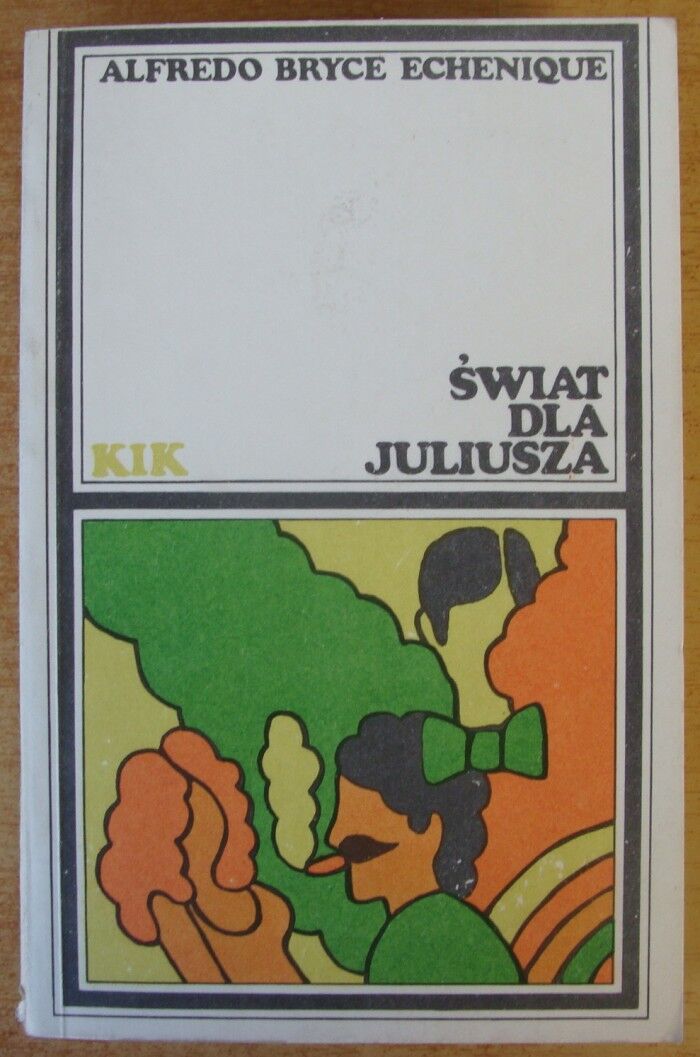 ALFREDO BRYCE ECHENIQUE
ŚWIAT
DLA
JULIUSZA
KIK